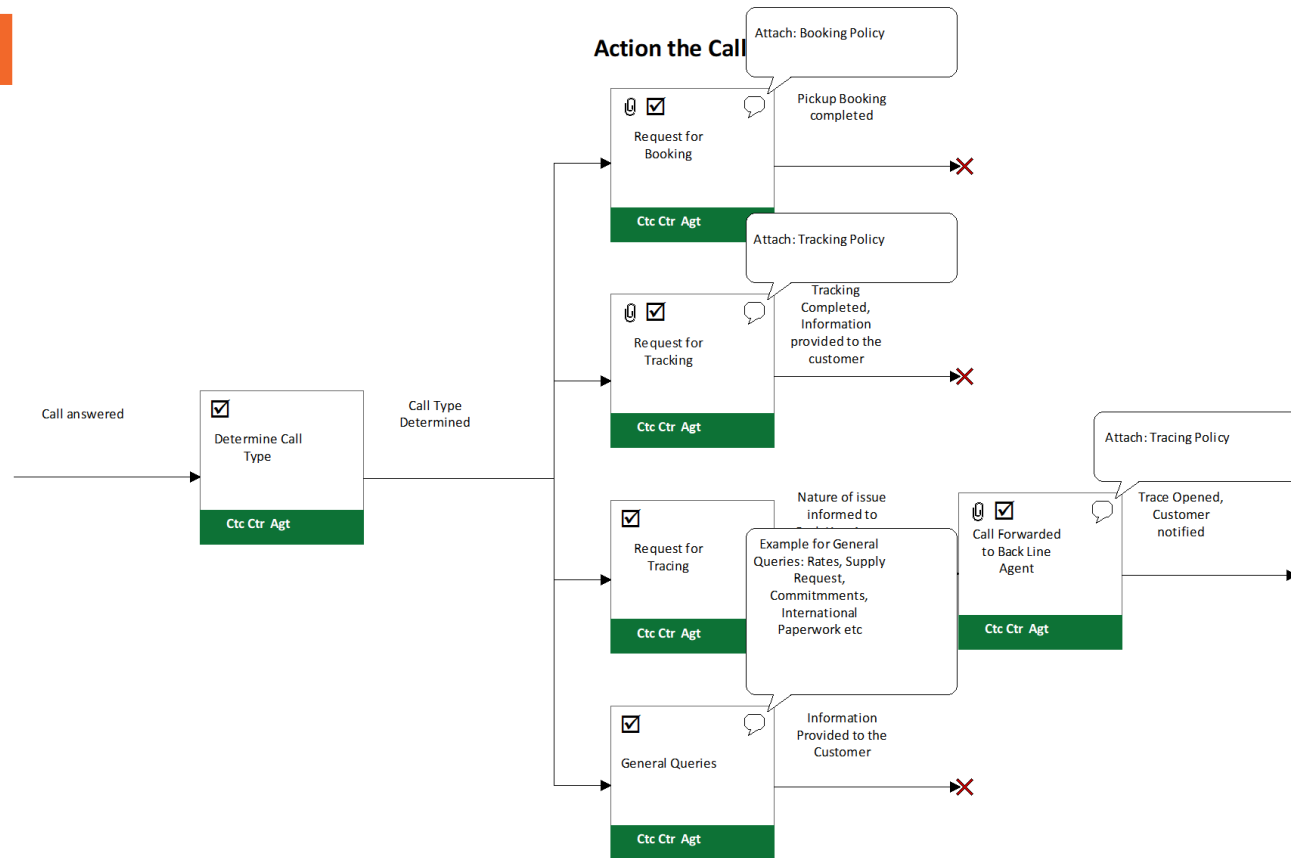 Action the Call
Attach: Booking Policy
Pickup Booking
completed
Request for
Booking
Ctc Ctr Agt
Attach: Tracking Policy
Tracking
Completed,
Information
provided to the
customer
Request for
Tracking
Ctc Ctr Agt
Call answered
Determine Call
Type
Ctc Ctr Agt
Call Type
Determined
Request for
Tracing
Ctc Ctr Agt
Nature of issue
informed to
Example for General
Queries: Rates, Supply
Request,
Commitmments,
International
Paperwork etc
Attach: Tracing Policy
Call Forwarded
to Back Line
Agent
Ctc Ctr Agt
Trace Opened,
Customer
notified
General Queries
Ctc Ctr Agt
Information
Provided to the
Customer